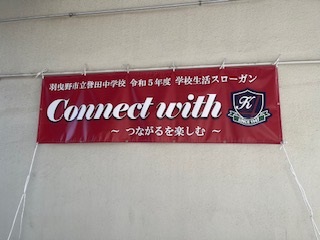 羽曳野市立誉田中学校 令和5年度 学校生活スローガン
Connect with
K
～ つながるを楽しむ ～